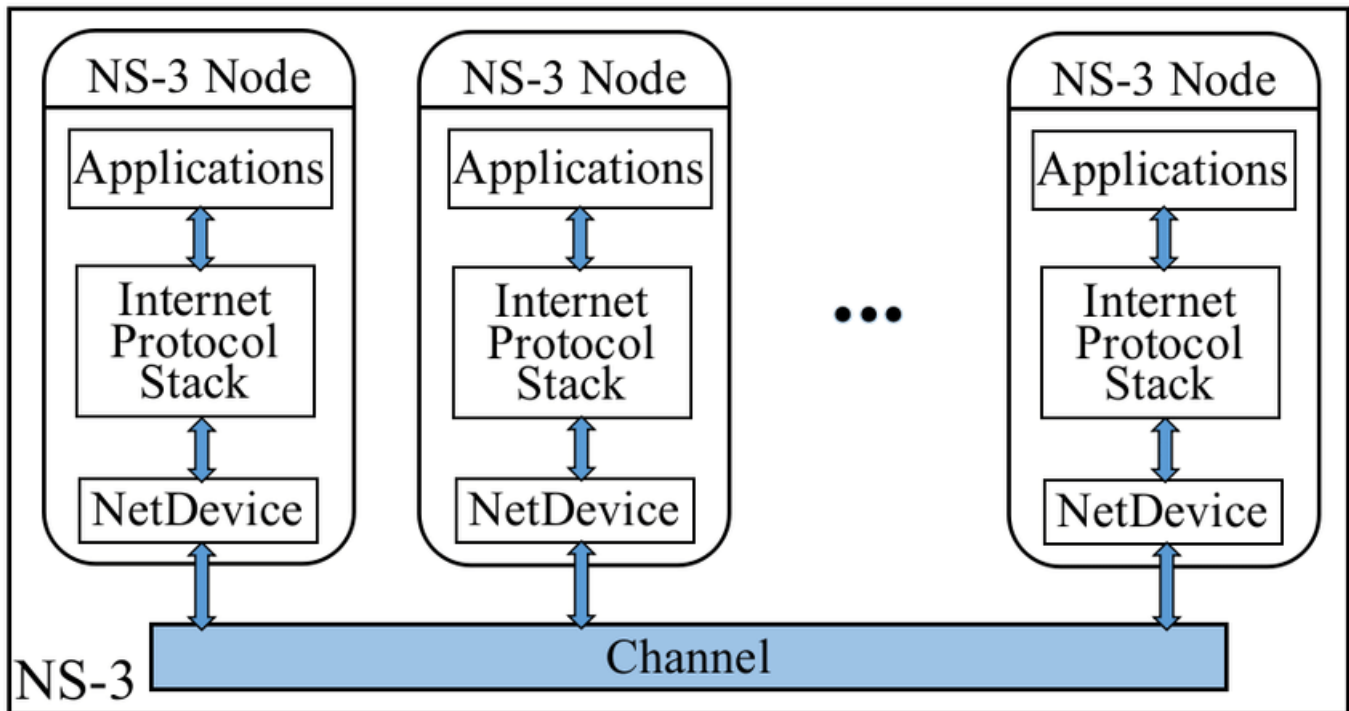 NS-3 Node
Applications
Internet
Protocol
Stack
NetDevice
NS-3 Node
Applications
Internet
Protocol
Stack
NetDevice
NS-3 Node
Applications
Internet
Protocol
Stack
NetDevice
Channel
NS-3